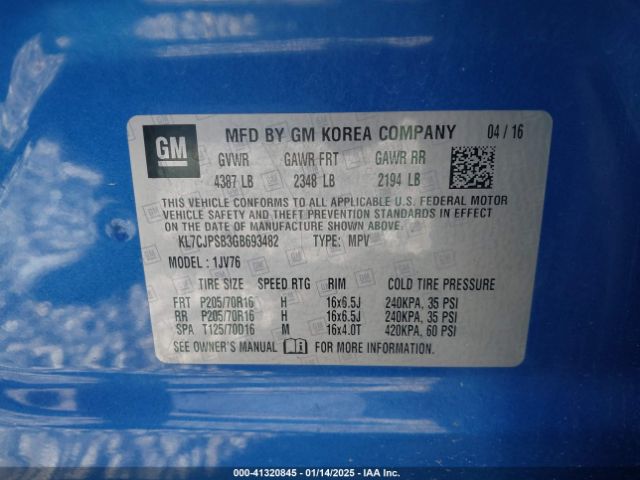 GM MFD BY GM KOREA COMPANY 04 / 16
GVWR GAWR FRT GAWR RR
4387 LB 2348 LB 2194 LB
THIS VEHICLE CONFORMS TO ALL APPLICABLE U.S. FEDERAL MOTOR
VEHICLE SAFETY AND THEFT PREVENTION STANDARDS IN EFFECT ON
THE DATE OF MANUFACTURE SHOWN ABOVE.
KL7CJPSB3GB693482 TYPE: MPV
MODEL : 1JV76
TIRE SIZE SPEED RTG RIM COLD TIRE PRESSURE
FRT P205/70R16 H 16x6.5J 240KPA, 35 PSI
RR P205/70R16 H 16x6.5J 240KPA, 35 PSI
SPA T125/70D16 M 16x4.0T 420KPA, 60 PSI
SEE OWNER'S MANUAL FOR MORE INFORMATION.
000-41320845 - 01/14/2025 - IAA Inc.